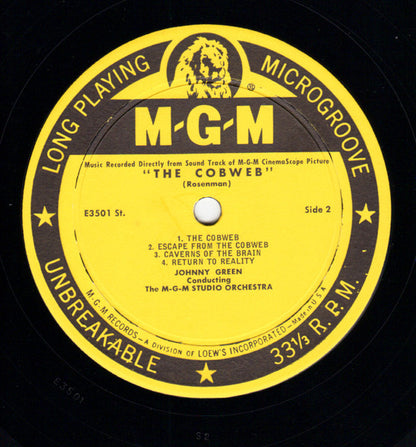 LONG PLAYING MICROGROOVE
®
M-G-M
Music Recorded Directly from Sound Track of M-G-M CinemaScope Picture
"THE COBWEB"
(Rosenman)
E3501 St. Side 2
1. THE COBWEB
2. ESCAPE FROM THE COBWEB
3. CAVERNS OF THE BRAIN
4. RETURN TO REALITY
JOHNNY GREEN
Conducting
The M-G-M STUDIO ORCHESTRA
M-G-M RECORDS—A DIVISION OF LOEW'S INCORPORATED—Made in U.S.A.
UNBREAKABLE 33⅓ R.P.M.
E3501
S2